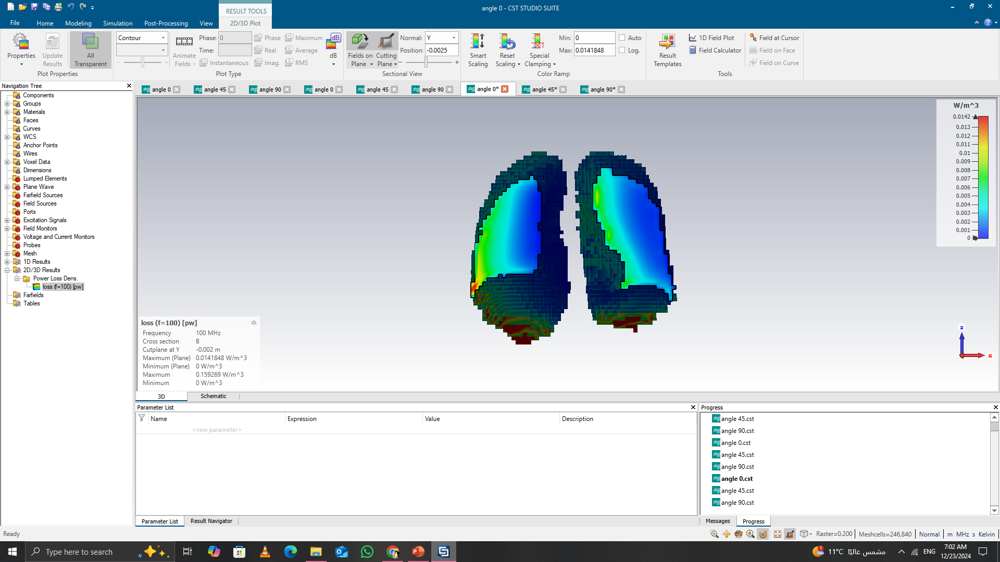 angle 0 - CST STUDIO SUITE
RESULT TOOLS
File
Home
Modeling
Simulation
Post-Processing
View
2D/3D Plot
Properties
Update Results
All Transparent
Plot Properties
Contour
Animate Fields
Phase: 0
Time:
Phase
Real
Instantaneous
Imag.
Maximum
Average
RMS
dB
dB
Plot Type
Fields on Plane
Cutting Plane
Normal: Y
Position: -0.0025
Sectional View
Smart Scaling
Reset Scaling
Special Clamping
Min: 0
Max: 0.0141848
Auto
Log.
Color Ramp
Result Templates
1D Field Plot
Field Calculator
Field at Cursor
Field on Face
Field on Curve
Tools
Navigation Tree
Components
Groups
Materials
Faces
Curves
WCS
Anchor Points
Wires
Voxel Data
Dimensions
Lumped Elements
Plane Wave
Farfield Sources
Field Sources
Ports
Excitation Signals
Field Monitors
Voltage and Current Monitors
Probes
Mesh
1D Results
2D/3D Results
Power Loss Dens.
loss (f=100) [pw]
Farfields
Tables
angle 0
angle 45
angle 90
angle 0
angle 45
angle 90
angle 0*
angle 45*
angle 90*
W/m^3
0.0142
0.013
0.012
0.011
0.01
0.009
0.008
0.007
0.006
0.005
0.004
0.003
0.002
0.001
0
z
x
loss (f=100) [pw]
Frequency 100 MHz
Cross section B
Cutplane at Y -0.002 m
Maximum (Plane) 0.0141848 W/m^3
Minimum (Plane) 0 W/m^3
Maximum 0.159269 W/m^3
Minimum 0 W/m^3
3D
Schematic
Parameter List
Name Expression Value Description
<new parameter>
Parameter List
Result Navigator
Progress
angle 45.cst
angle 90.cst
angle 0.cst
angle 45.cst
angle 90.cst
angle 0.cst
angle 45.cst
angle 90.cst
Messages
Progress
Ready
Raster=0.200
Meshcells=246,840
Normal
m MHz s Kelvin
Type here to search
1
11°C مشمس غالبًا
ENG
7:02 AM
12/23/2024